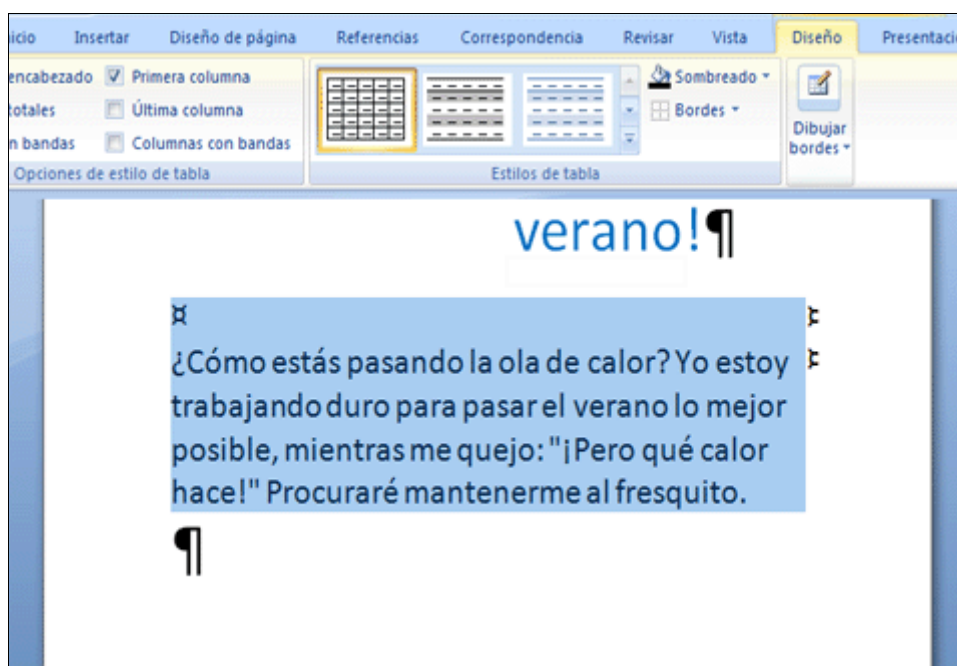 icio Insertar Diseño de página Referencias Correspondencia Revisar Vista Diseño Presentaci
encabezado Primera columna Sombreado
totales Última columna Bordes
n bandas Columnas con bandas Dibujar bordes
Opciones de estilo de tabla Estilos de tabla
verano!¶
¤ ¤
¿Cómo estás pasando la ola de calor? Yo estoy ¤
trabajando duro para pasar el verano lo mejor
posible, mientras me quejo: "¡Pero qué calor
hace!" Procuraré mantenerme al fresquito.
¶